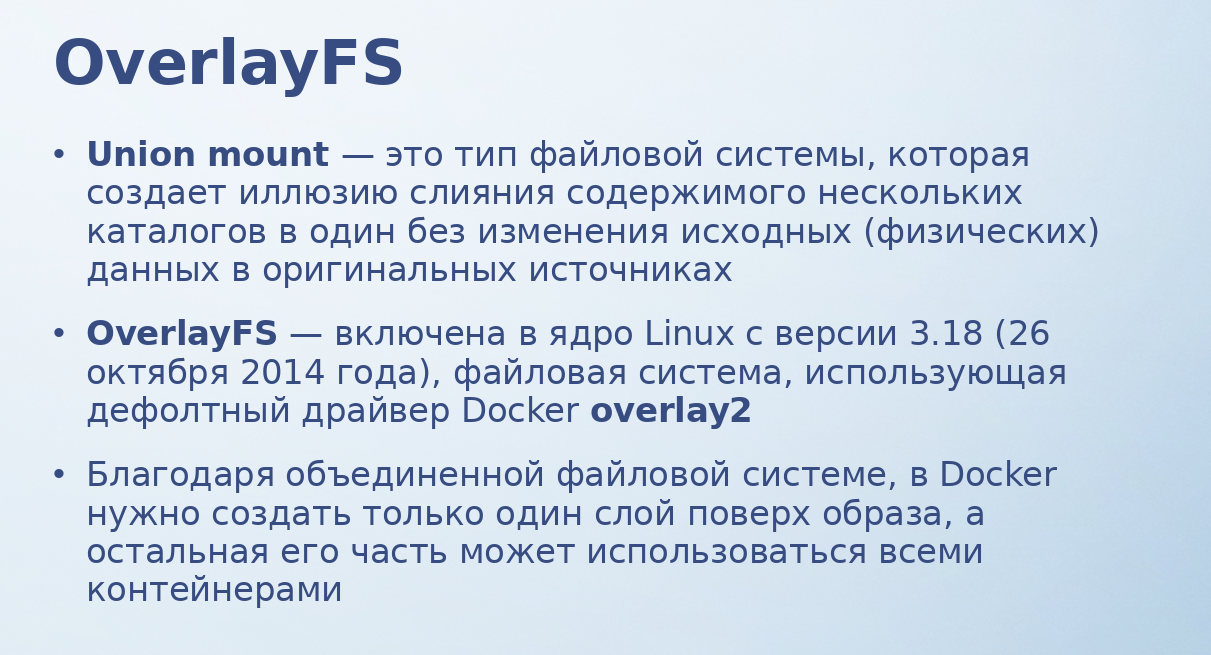 OverlayFS
• Union mount — это тип файловой системы, которая
создает иллюзию слияния содержимого нескольких
каталогов в один без изменения исходных (физических)
данных в оригинальных источниках
• OverlayFS — включена в ядро Linux с версии 3.18 (26
октября 2014 года), файловая система, использующая
дефолтный драйвер Docker overlay2
• Благодаря объединенной файловой системе, в Docker
нужно создать только один слой поверх образа, а
остальная его часть может использоваться всеми
контейнерами